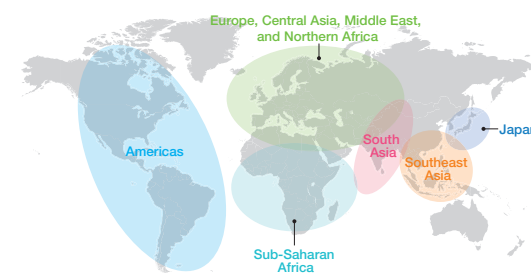 Europe, Central Asia, Middle East,
and Northern Africa
Americas
South
Asia
Southeast
Asia
Sub-Saharan
Africa